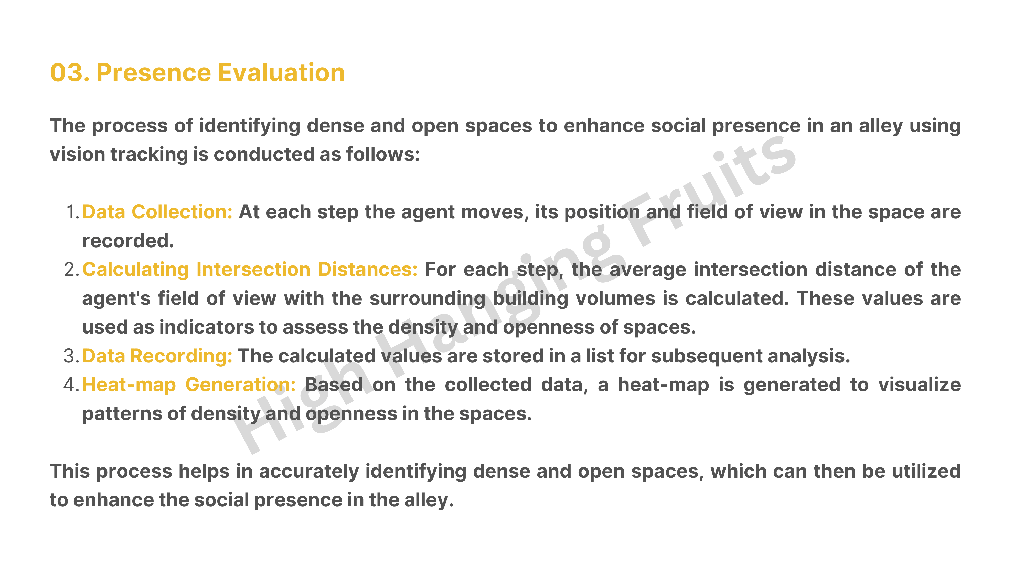 03. Presence Evaluation
The process of identifying dense and open spaces to enhance social presence in an alley using
vision tracking is conducted as follows:
1. Data Collection: At each step the agent moves, its position and field of view in the space are
recorded.
2. Calculating Intersection Distances: For each step, the average intersection distance of the
agent's field of view with the surrounding building volumes is calculated. These values are
used as indicators to assess the density and openness of spaces.
3. Data Recording: The calculated values are stored in a list for subsequent analysis.
4. Heat-map Generation: Based on the collected data, a heat-map is generated to visualize
patterns of density and openness in the spaces.
This process helps in accurately identifying dense and open spaces, which can then be utilized
to enhance the social presence in the alley.
High Hanging Fruits